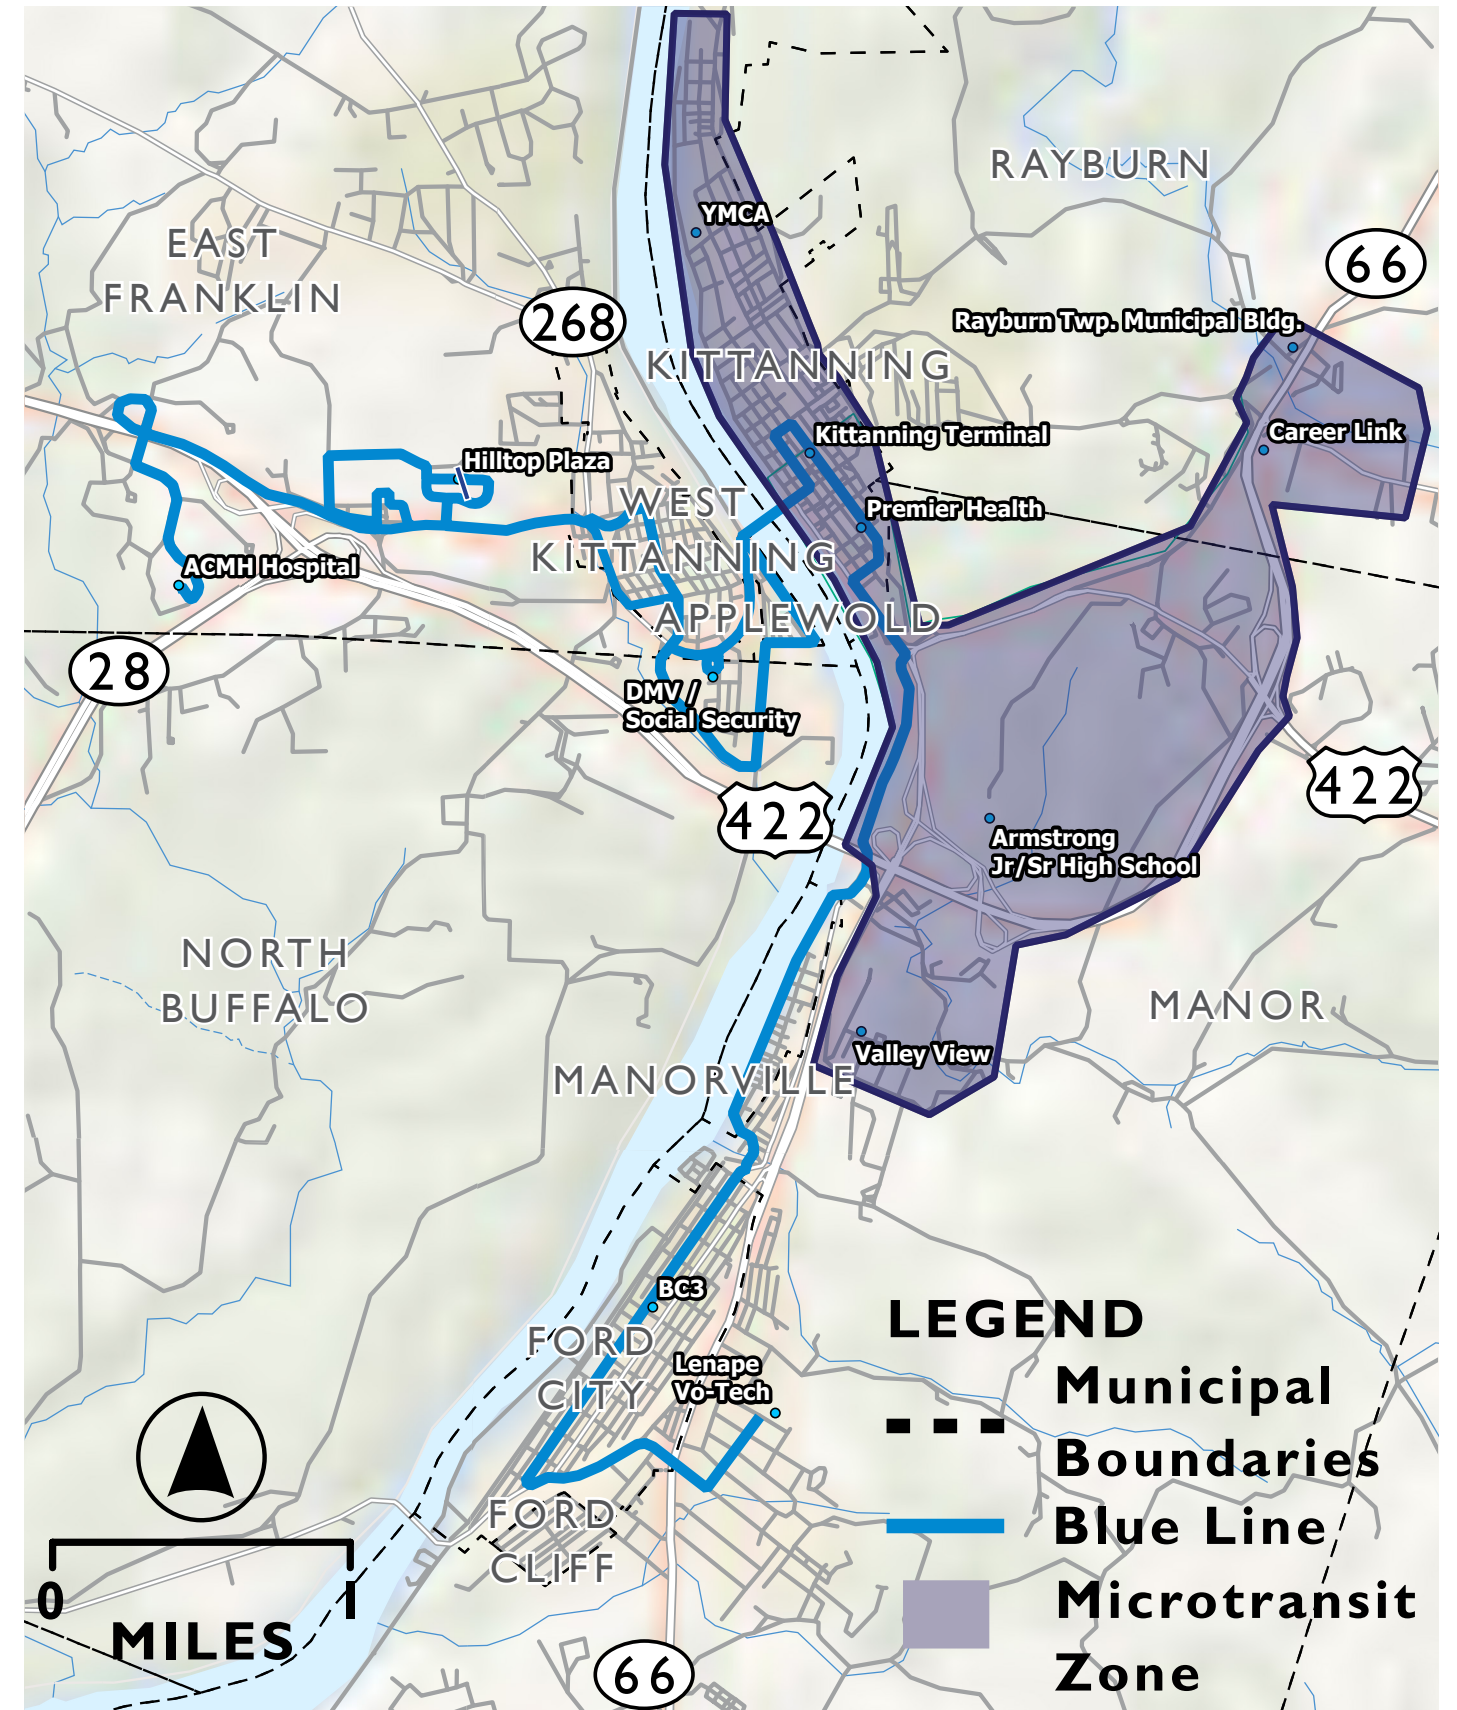 RAYBURN
YMCA
EAST
FRANKLIN
66
268
Rayburn Twp. Municipal Bldg.
KITTANNING
Kittanning Terminal
Career Link
Hilltop Plaza
WEST
KITTANNING
Premier Health
ACMH Hospital
APPLEWOLD
28
DMV /
Social Security
422
422
Armstrong
Jr/Sr High School
NORTH
BUFFALO
MANOR
Valley View
MANORVILLE
BC3
FORD
CITY
Lenape
Vo-Tech
FORD
CLIFF
66
0 1
MILES
LEGEND
Municipal
Boundaries
Blue Line
Microtransit
Zone